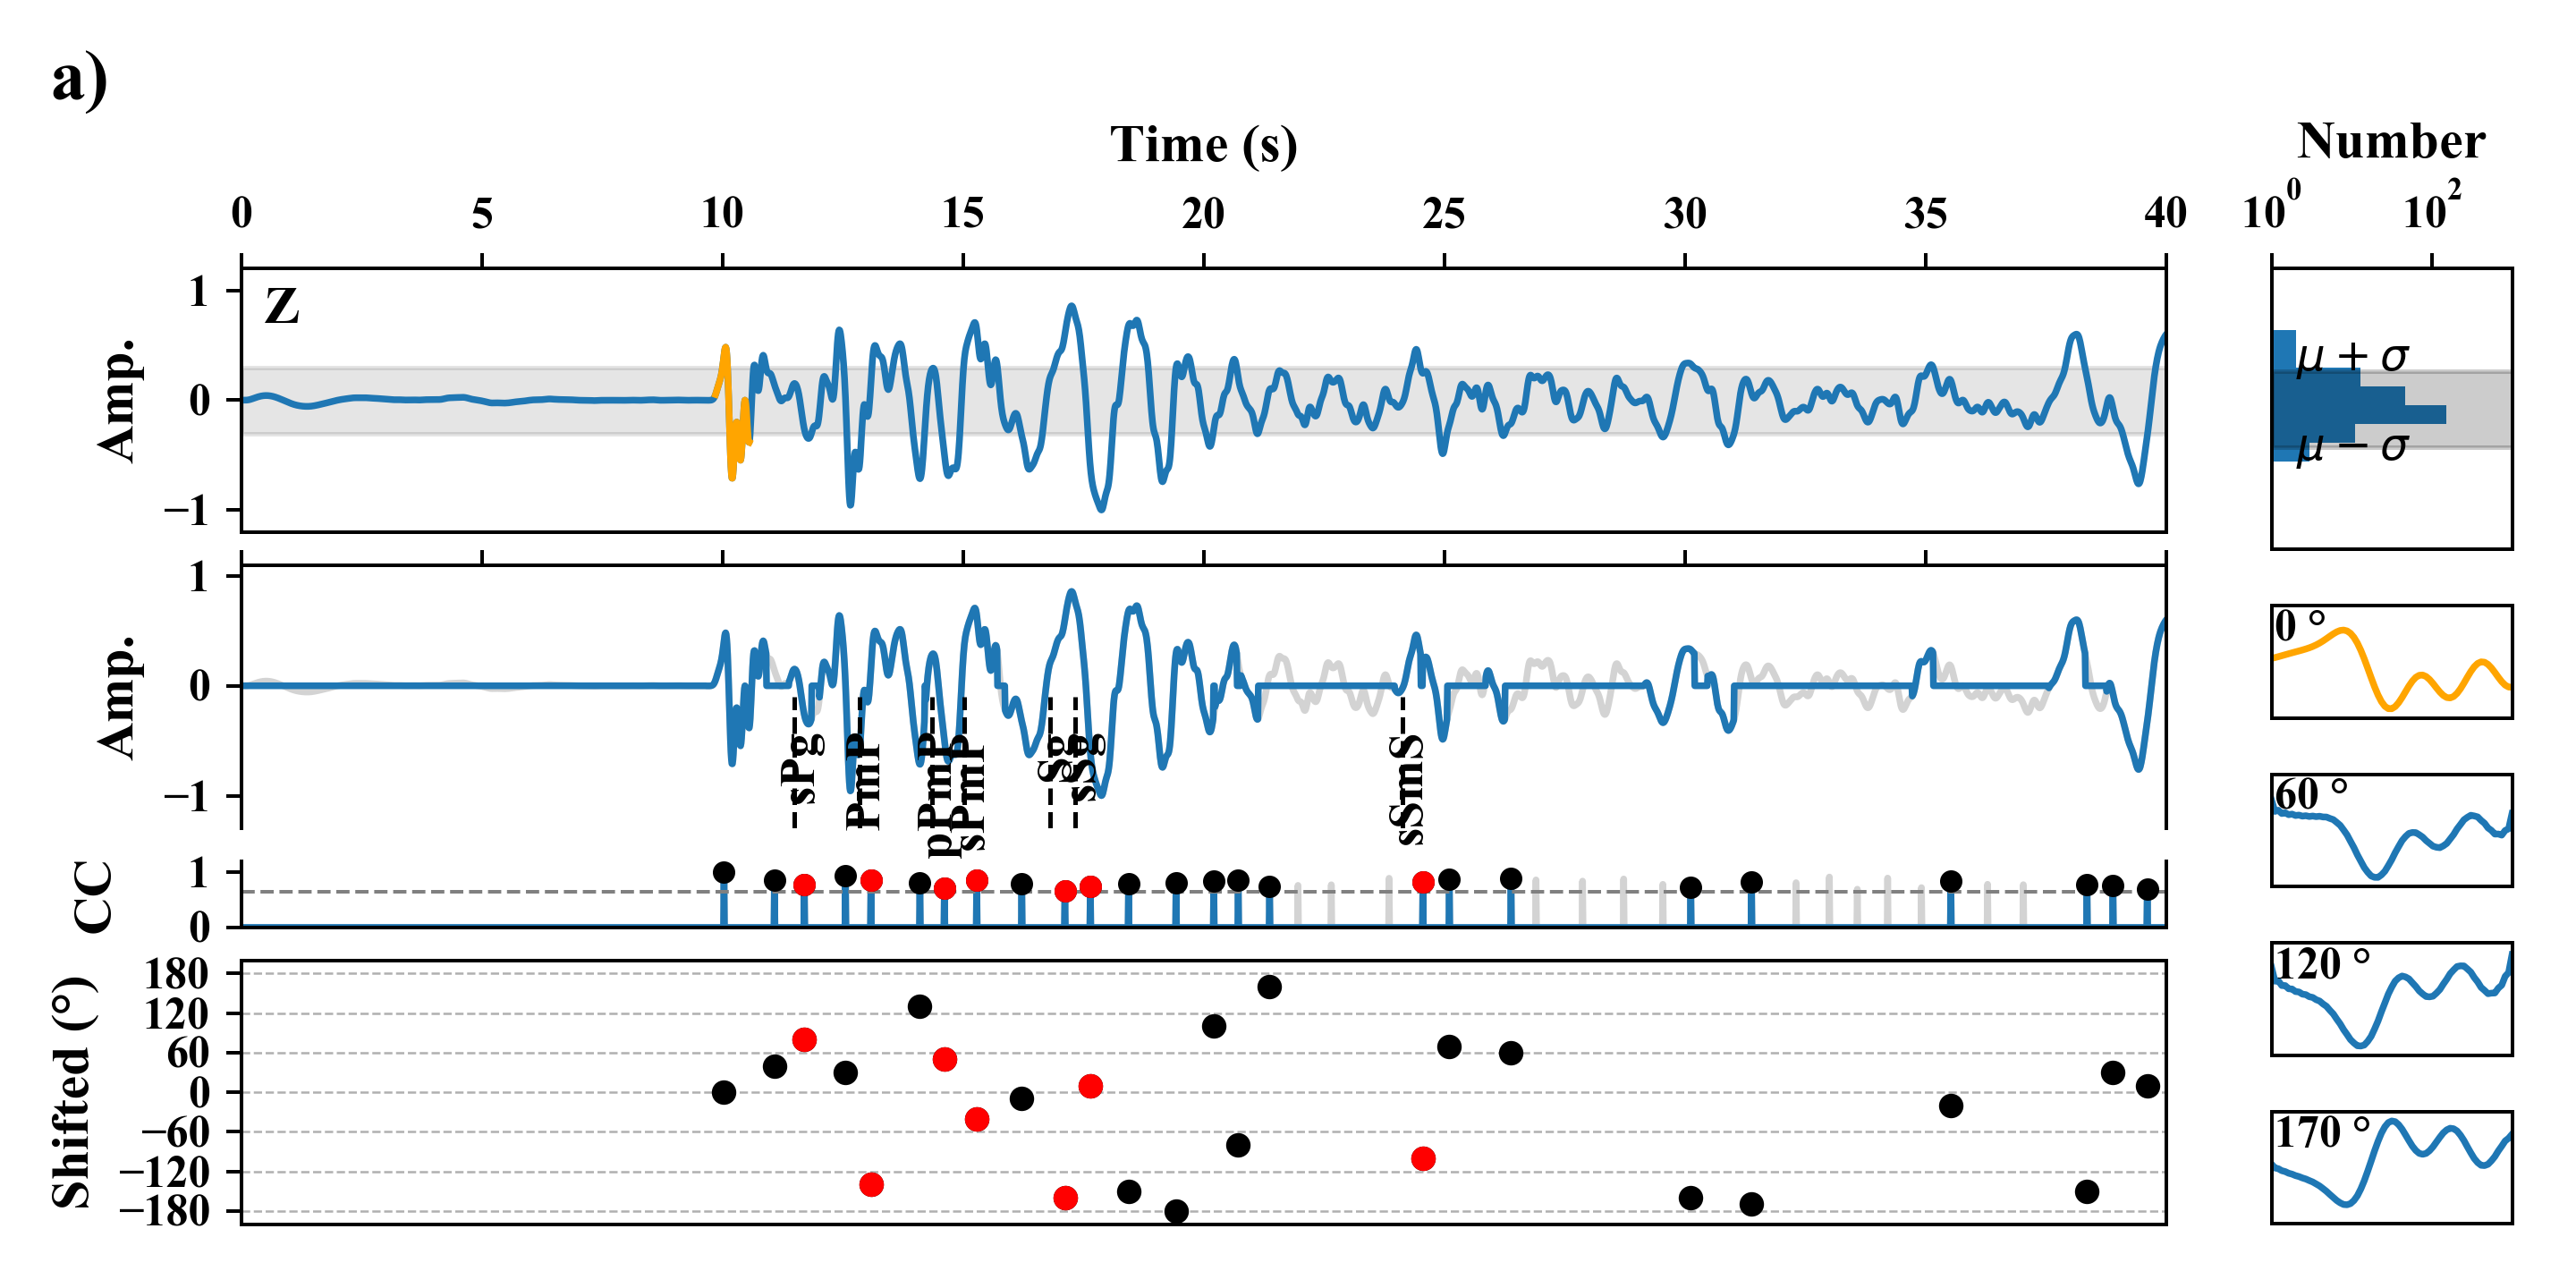 a)
Time (s)
Number
0 5 10 15 20 25 30 35 40
10^0 10^2
Z
Amp.
1
0
−1
μ + σ
μ − σ
Amp.
1
0
−1
sPg
PmP
pPmP
sPmP
Sg
sSg
sSmS
CC
1
0
Shifted (°)
180
120
60
0
−60
−120
−180
0 °
60 °
120 °
170 °